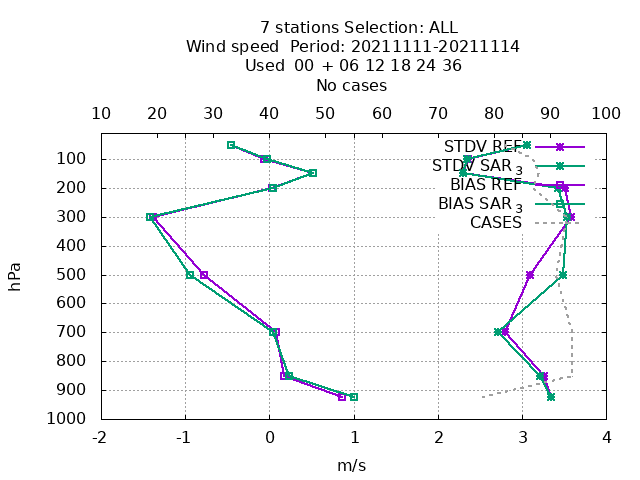 7 stations Selection: ALL
Wind speed  Period: 20211111-20211114
Used  00 + 06 12 18 24 36
No cases
10 20 30 40 50 60 70 80 90 100
STDV REF
100
STDV SAR 3
BIAS REF
200
BIAS SAR 3
300
CASES
400
hPa
500
600
700
800
900
1000
-2 -1 0 1 2 3 4
m/s